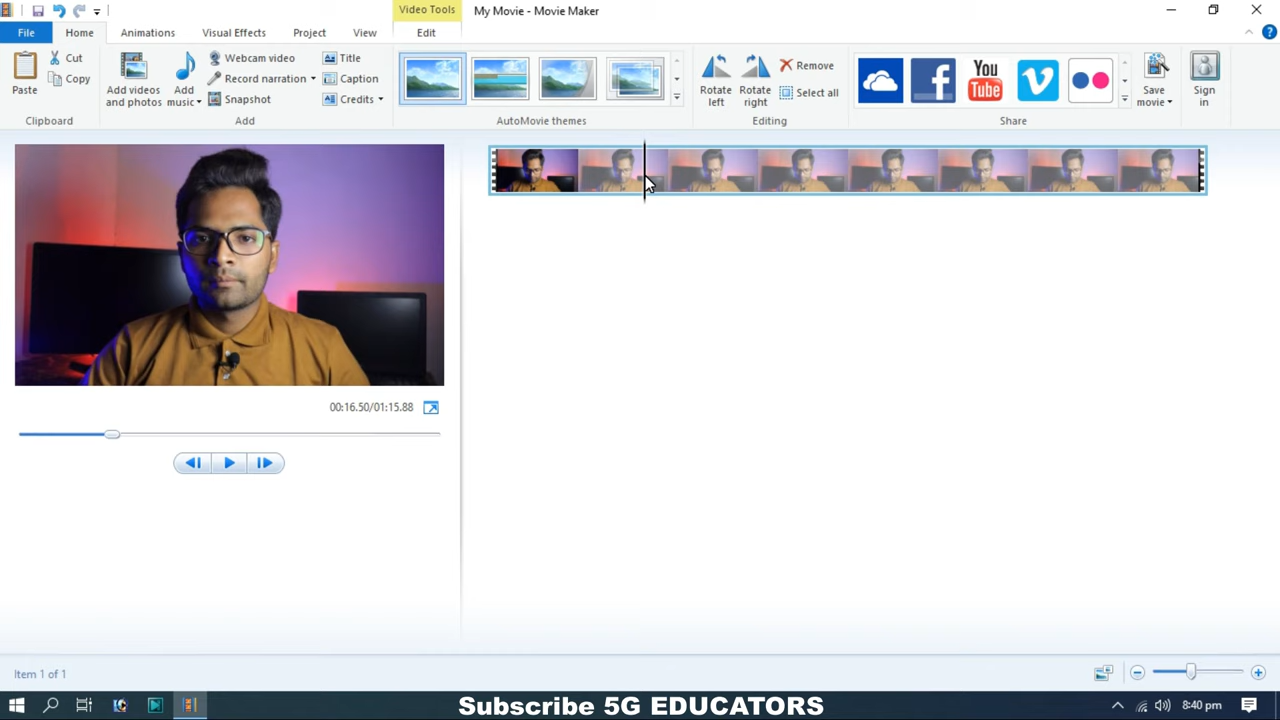 Video Tools
My Movie - Movie Maker
File
Home
Animations
Visual Effects
Project
View
Edit
Paste
Cut
Copy
Clipboard
Add videos
and photos
Add
music
Webcam video
Record narration
Snapshot
Title
Caption
Credits
Add
AutoMovie themes
Rotate
left
Rotate
right
Remove
Select all
Editing
You
Tube
Share
Save
movie
Sign
in
00:16.50/01:15.88
Item 1 of 1
Subscribe 5G EDUCATORS
8:40 pm